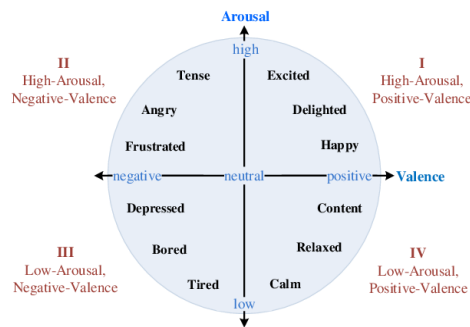 Arousal
high
II
High-Arousal,
Negative-Valence
I
High-Arousal,
Positive-Valence
Tense
Excited
Angry
Delighted
Frustrated
Happy
negative
neutral
positive
Valence
Depressed
Content
Bored
Relaxed
Tired
Calm
III
Low-Arousal,
Negative-Valence
IV
Low-Arousal,
Positive-Valence
low